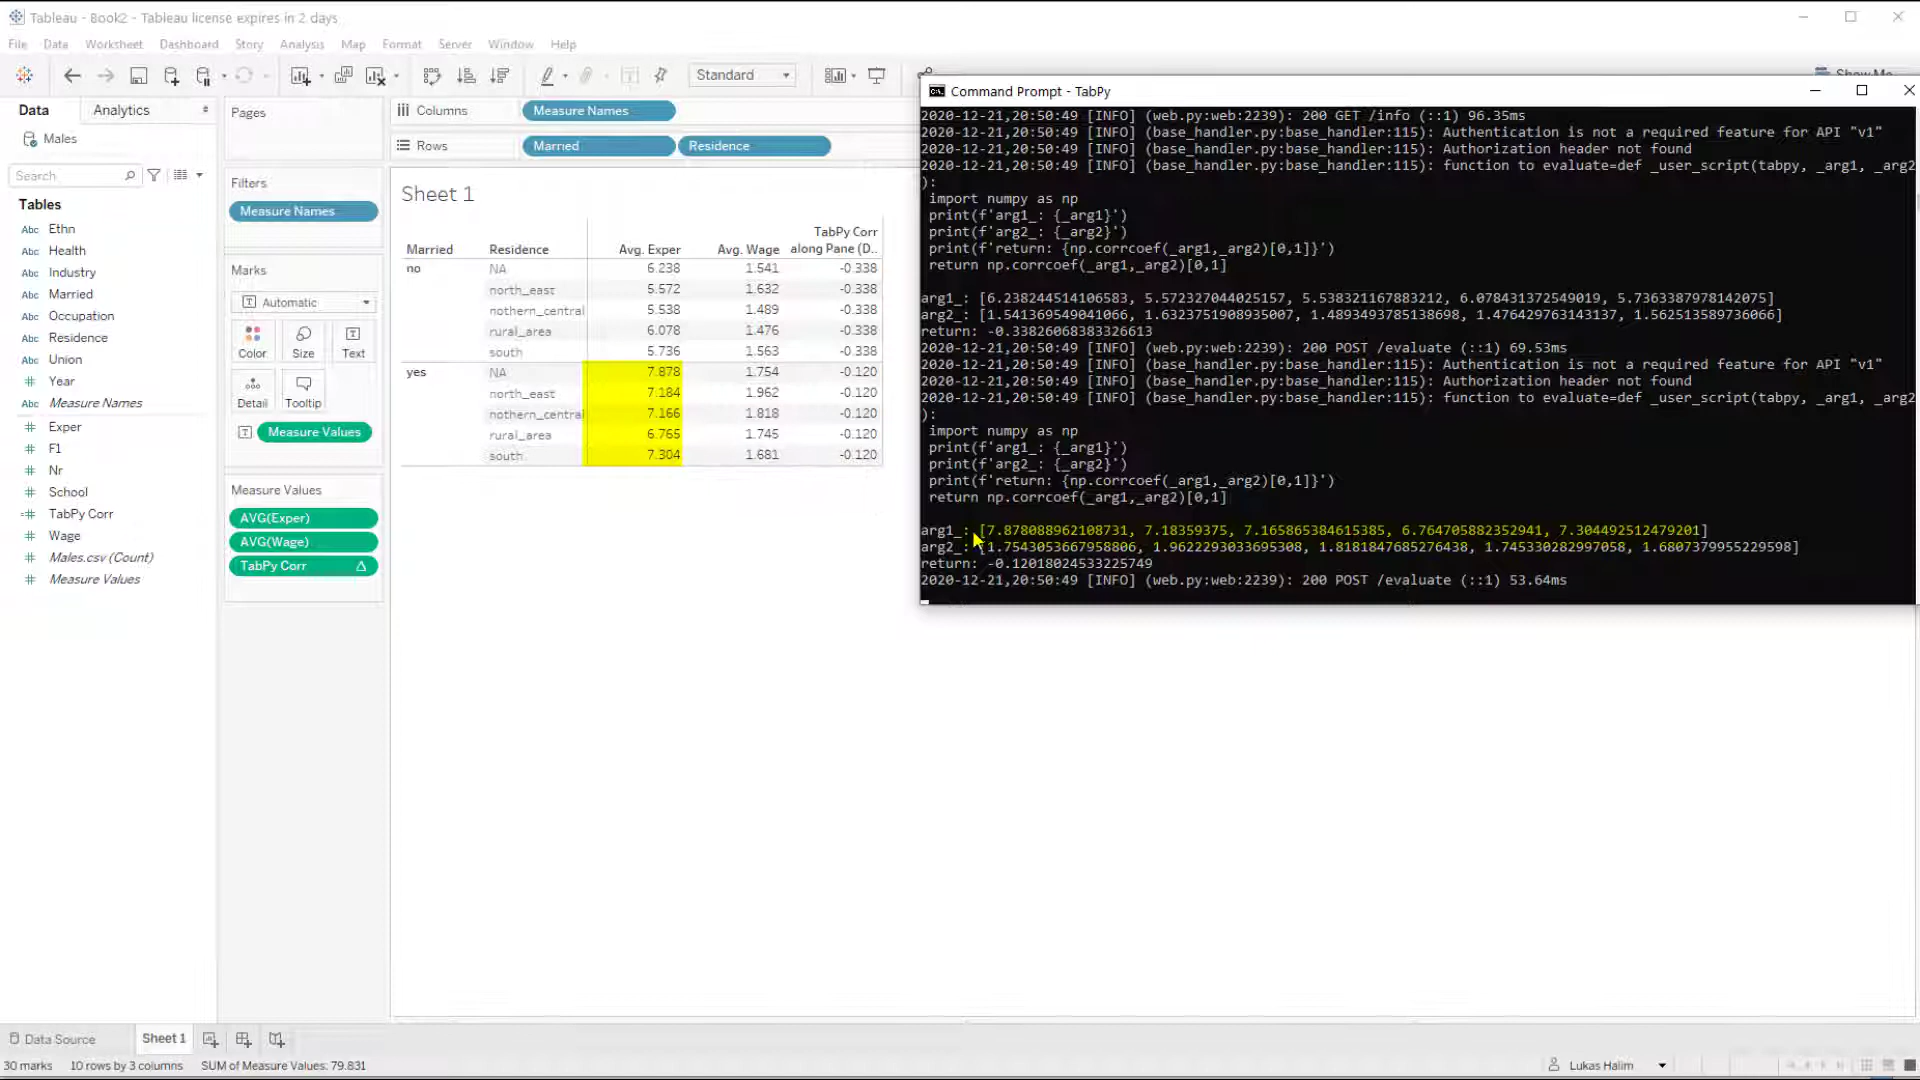 Tableau - Book2 - Tableau license expires in 2 days
File Data Worksheet Dashboard Story Analysis Map Format Server Window Help
Standard
Show Me
Data Analytics
Males
Search
Tables
Abc Ethn
Abc Health
Abc Industry
Abc Married
Abc Occupation
Abc Residence
Abc Union
# Year
Abc Measure Names
# Exper
# F1
# Nr
# School
# TabPy Corr
# Wage
# Males.csv (Count)
# Measure Values
Pages
Filters
Measure Names
Marks
Automatic
Color Size Text
Detail Tooltip
Measure Values
Measure Values
AVG(Exper)
AVG(Wage)
TabPy Corr
Columns Measure Names
Rows Married Residence
Sheet 1
TabPy Corr
Married Residence Avg. Exper Avg. Wage along Pane (D..
no NA 6.238 1.541 -0.338
north_east 5.572 1.632 -0.338
nothern_central 5.538 1.489 -0.338
rural_area 6.078 1.476 -0.338
south 5.736 1.563 -0.338
yes NA 7.878 1.754 -0.120
north_east 7.184 1.962 -0.120
nothern_central 7.166 1.818 -0.120
rural_area 6.765 1.745 -0.120
south 7.304 1.681 -0.120
Command Prompt - TabPy
2020-12-21,20:50:49 [INFO] (web.py:web:2239): 200 GET /info (::1) 96.35ms
2020-12-21,20:50:49 [INFO] (base_handler.py:base_handler:115): Authentication is not a required feature for API "v1"
2020-12-21,20:50:49 [INFO] (base_handler.py:base_handler:115): Authorization header not found
2020-12-21,20:50:49 [INFO] (base_handler.py:base_handler:115): function to evaluate=def _user_script(tabpy, _arg1, _arg2
):
import numpy as np
print(f'arg1_: {_arg1}')
print(f'arg2_: {_arg2}')
print(f'return: {np.corrcoef(_arg1,_arg2)[0,1]}')
return np.corrcoef(_arg1,_arg2)[0,1]
arg1_: [6.238244514106583, 5.572327044025157, 5.538321167883212, 6.078431372549019, 5.7363387978142075]
arg2_: [1.541369549041066, 1.6323751908935007, 1.4893493785138698, 1.476429763143137, 1.562513589736066]
return: -0.33826068383326613
2020-12-21,20:50:49 [INFO] (web.py:web:2239): 200 POST /evaluate (::1) 69.53ms
2020-12-21,20:50:49 [INFO] (base_handler.py:base_handler:115): Authentication is not a required feature for API "v1"
2020-12-21,20:50:49 [INFO] (base_handler.py:base_handler:115): Authorization header not found
2020-12-21,20:50:49 [INFO] (base_handler.py:base_handler:115): function to evaluate=def _user_script(tabpy, _arg1, _arg2
):
import numpy as np
print(f'arg1_: {_arg1}')
print(f'arg2_: {_arg2}')
print(f'return: {np.corrcoef(_arg1,_arg2)[0,1]}')
return np.corrcoef(_arg1,_arg2)[0,1]
arg1_: [7.878088962108731, 7.18359375, 7.165865384615385, 6.764705882352941, 7.304492512479201]
arg2_: [1.7543053667958806, 1.9622293033695308, 1.8181847685276438, 1.745330282997058, 1.6807379955229598]
return: -0.12018024533225749
2020-12-21,20:50:49 [INFO] (web.py:web:2239): 200 POST /evaluate (::1) 53.64ms
Data Source Sheet 1
30 marks 10 rows by 3 columns SUM of Measure Values: 79.831
Lukas Halim